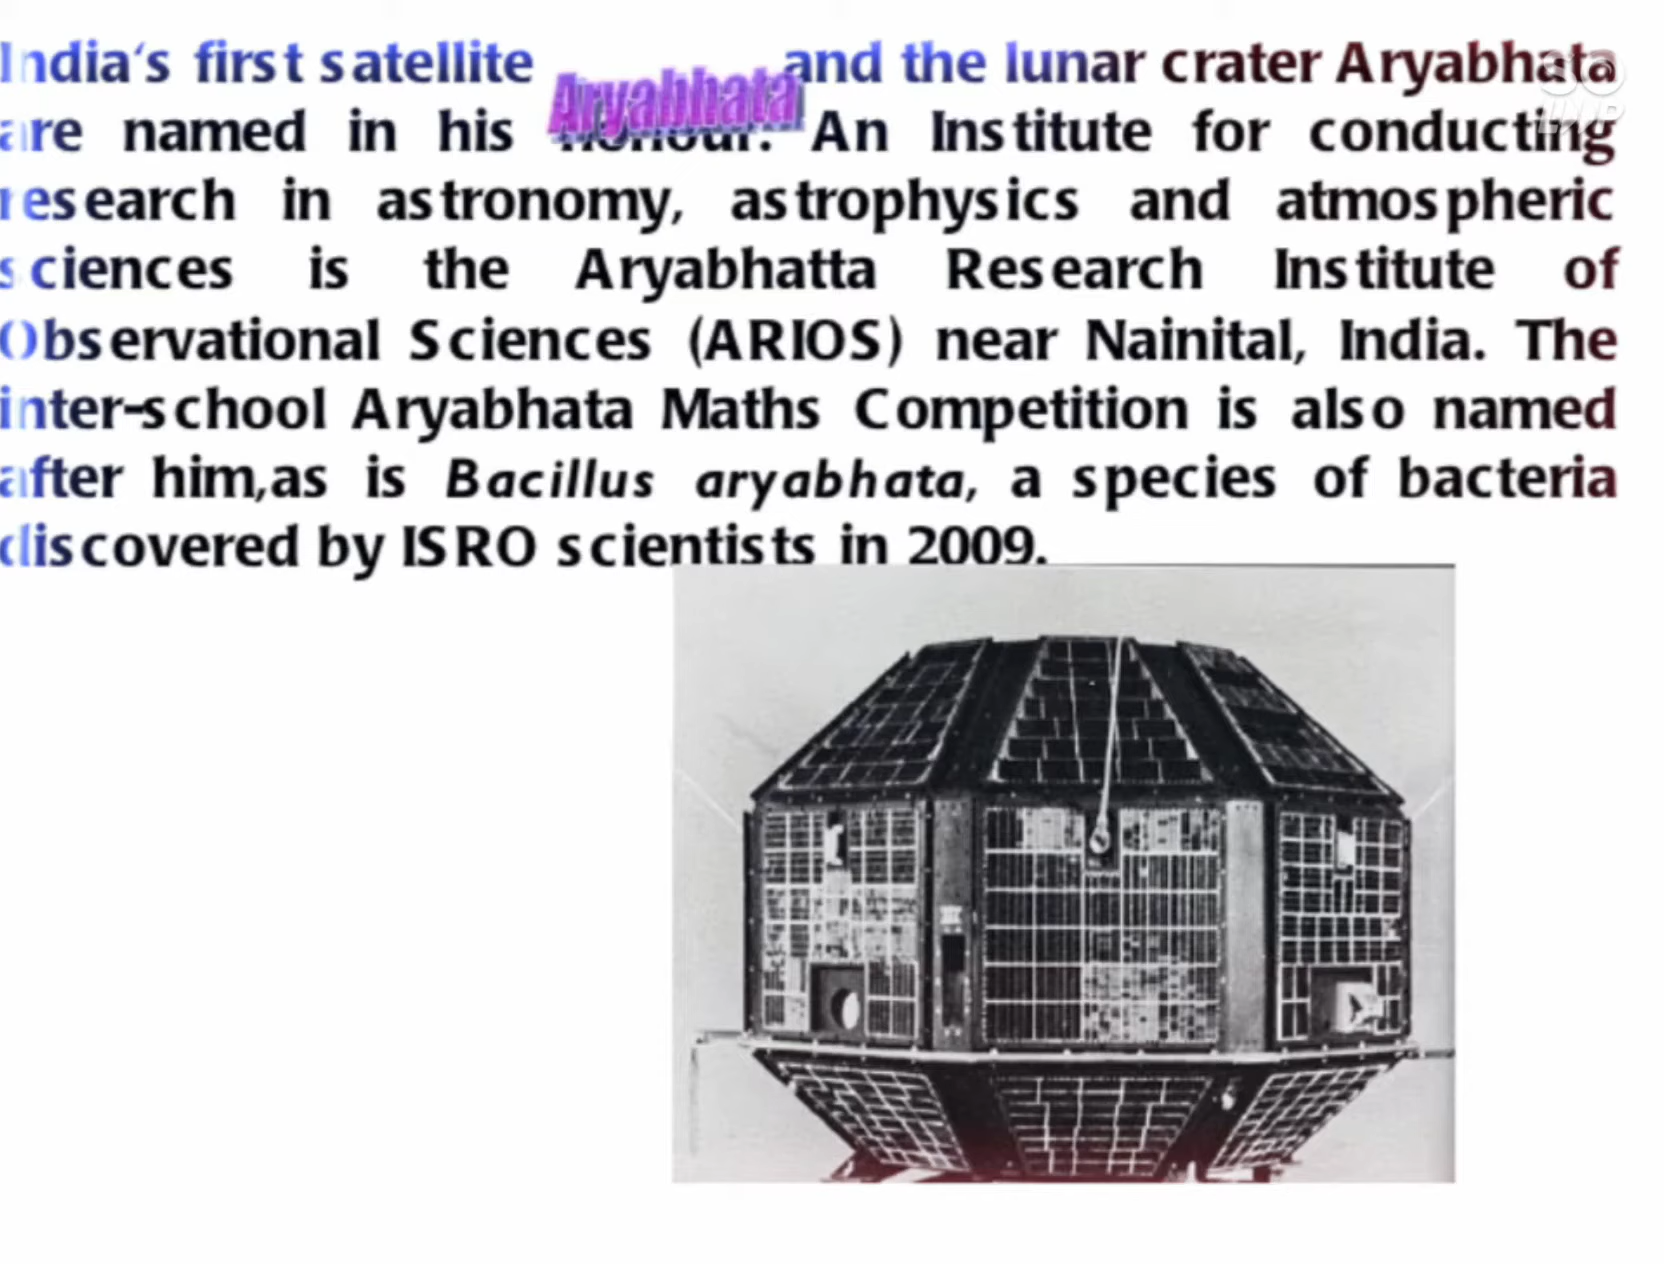 India‘s first satellite Aryabhata and the lunar crater Aryabhata
are named in his honour. An Institute for conducting
research in astronomy, astrophysics and atmospheric
sciences is the Aryabhatta Research Institute of
Observational Sciences (ARIOS) near Nainital, India. The
inter-school Aryabhata Maths Competition is also named
after him,as is Bacillus aryabhata, a species of bacteria
discovered by ISRO scientists in 2009.